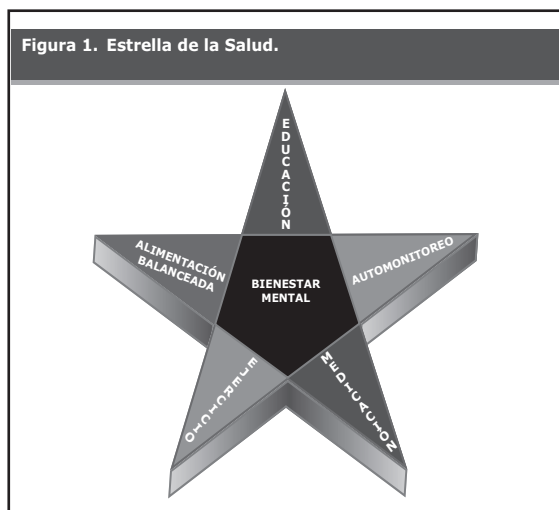 Figura 1. Estrella de la Salud.
EDUCACIÓN
ALIMENTACIÓN
BALANCEADA
AUTOMONITOREO
BIENESTAR
MENTAL
EJERCICIO
MEDICACIÓN